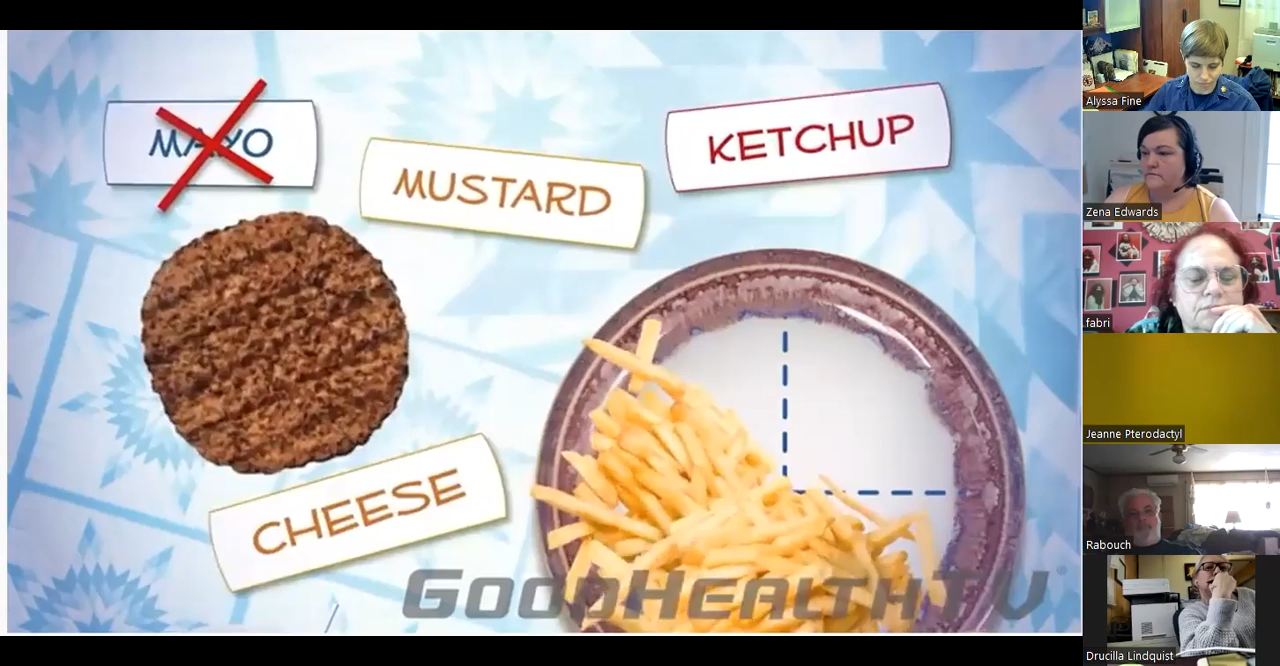 MAYO
MUSTARD
KETCHUP
CHEESE
GOODHEALTHTV®
Alyssa Fine
Zena Edwards
fabri
Jeanne Pterodactyl
Rabouch
Drucilla Lindquist